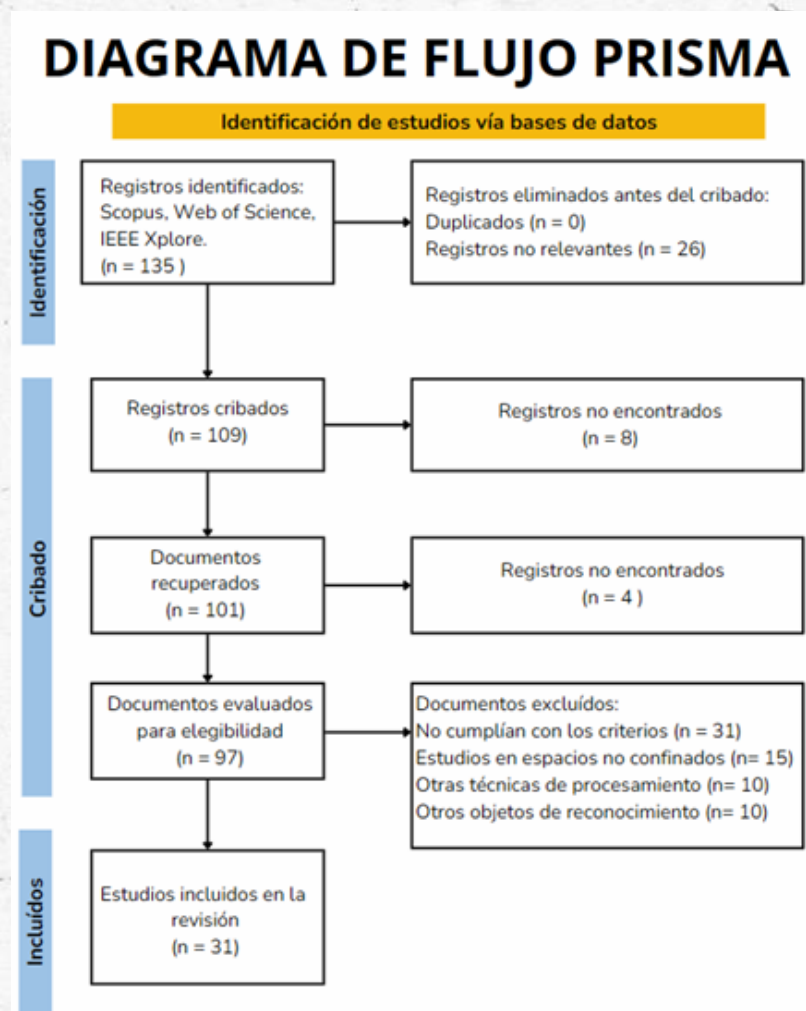 DIAGRAMA DE FLUJO PRISMA
Identificación de estudios vía bases de datos
Identificación
Registros identificados:
Scopus, Web of Science,
IEEE Xplore.
(n = 135 )
Registros eliminados antes del cribado:
Duplicados (n = 0)
Registros no relevantes (n = 26)
Cribado
Registros cribados
(n = 109)
Registros no encontrados
(n = 8)
Documentos
recuperados
(n = 101)
Registros no encontrados
(n = 4 )
Documentos evaluados
para elegibilidad
(n = 97)
Documentos excluídos:
No cumplían con los criterios (n = 31)
Estudios en espacios no confinados (n= 15)
Otras técnicas de procesamiento (n= 10)
Otros objetos de reconocimiento (n= 10)
Incluídos
Estudios incluidos en la
revisión
(n = 31)